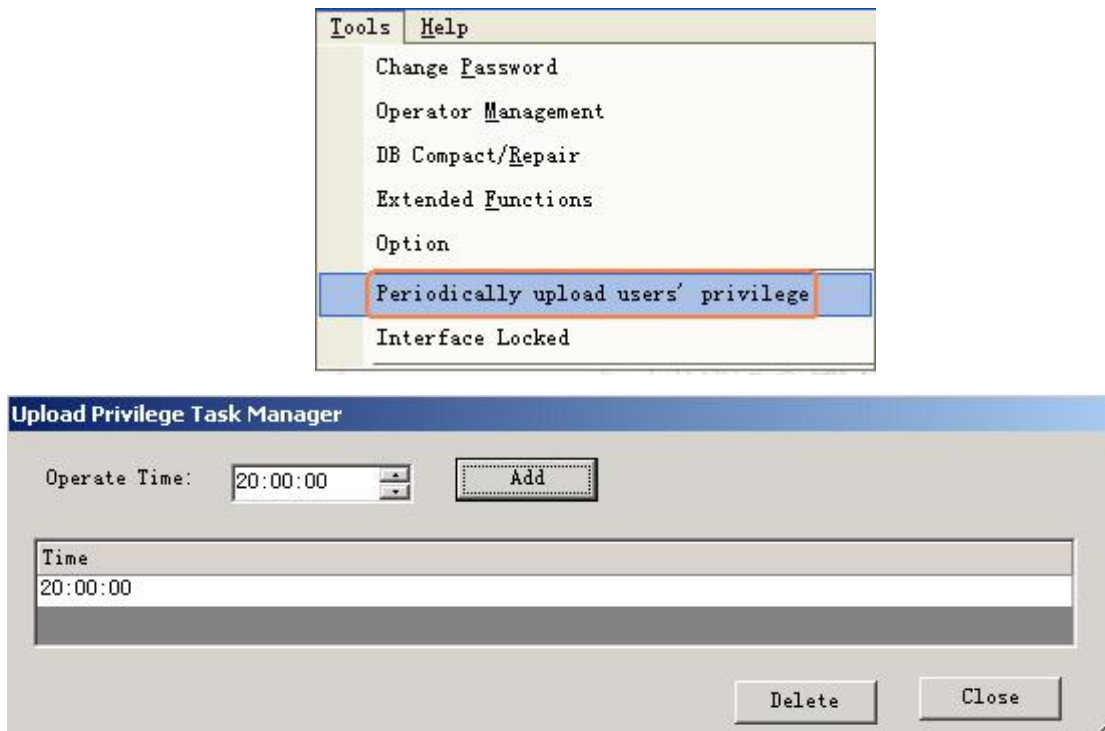 Tools Help
Change Password
Operator Management
DB Compact/Repair
Extended Functions
Option
Periodically upload users' privilege
Interface Locked
Upload Privilege Task Manager
Operate Time: 20:00:00 Add
Time
20:00:00
Delete Close